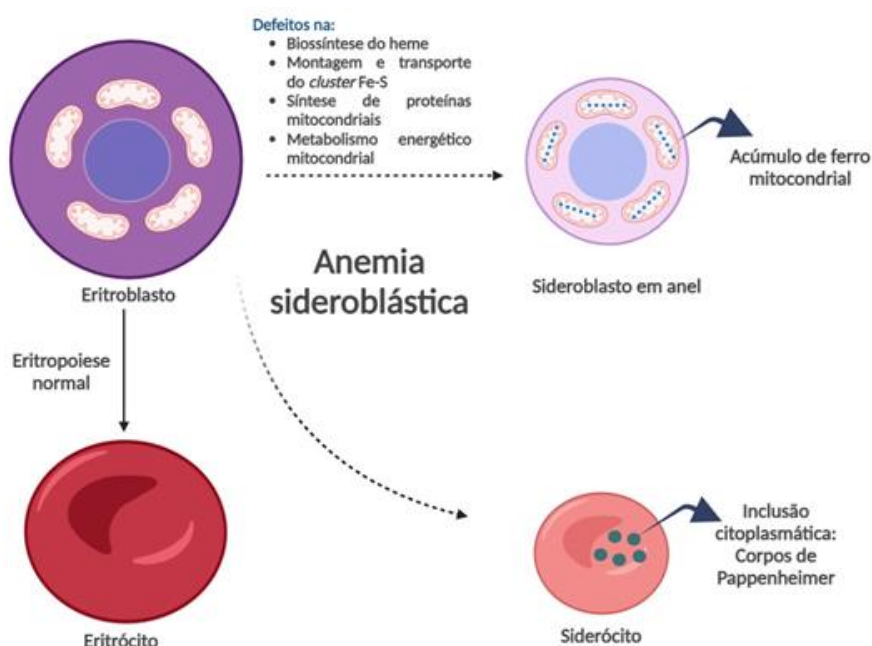 Defeitos na:
• Biossíntese do heme
• Montagem e transporte
do cluster Fe-S
• Síntese de proteínas
mitocondriais
• Metabolismo energético
mitocondrial
Acúmulo de ferro
mitocondrial
Anemia
sideroblástica
Eritroblasto
Sideroblasto em anel
Eritropoiese
normal
Inclusão
citoplasmática:
Corpos de
Pappenheimer
Eritrócito
Siderócito